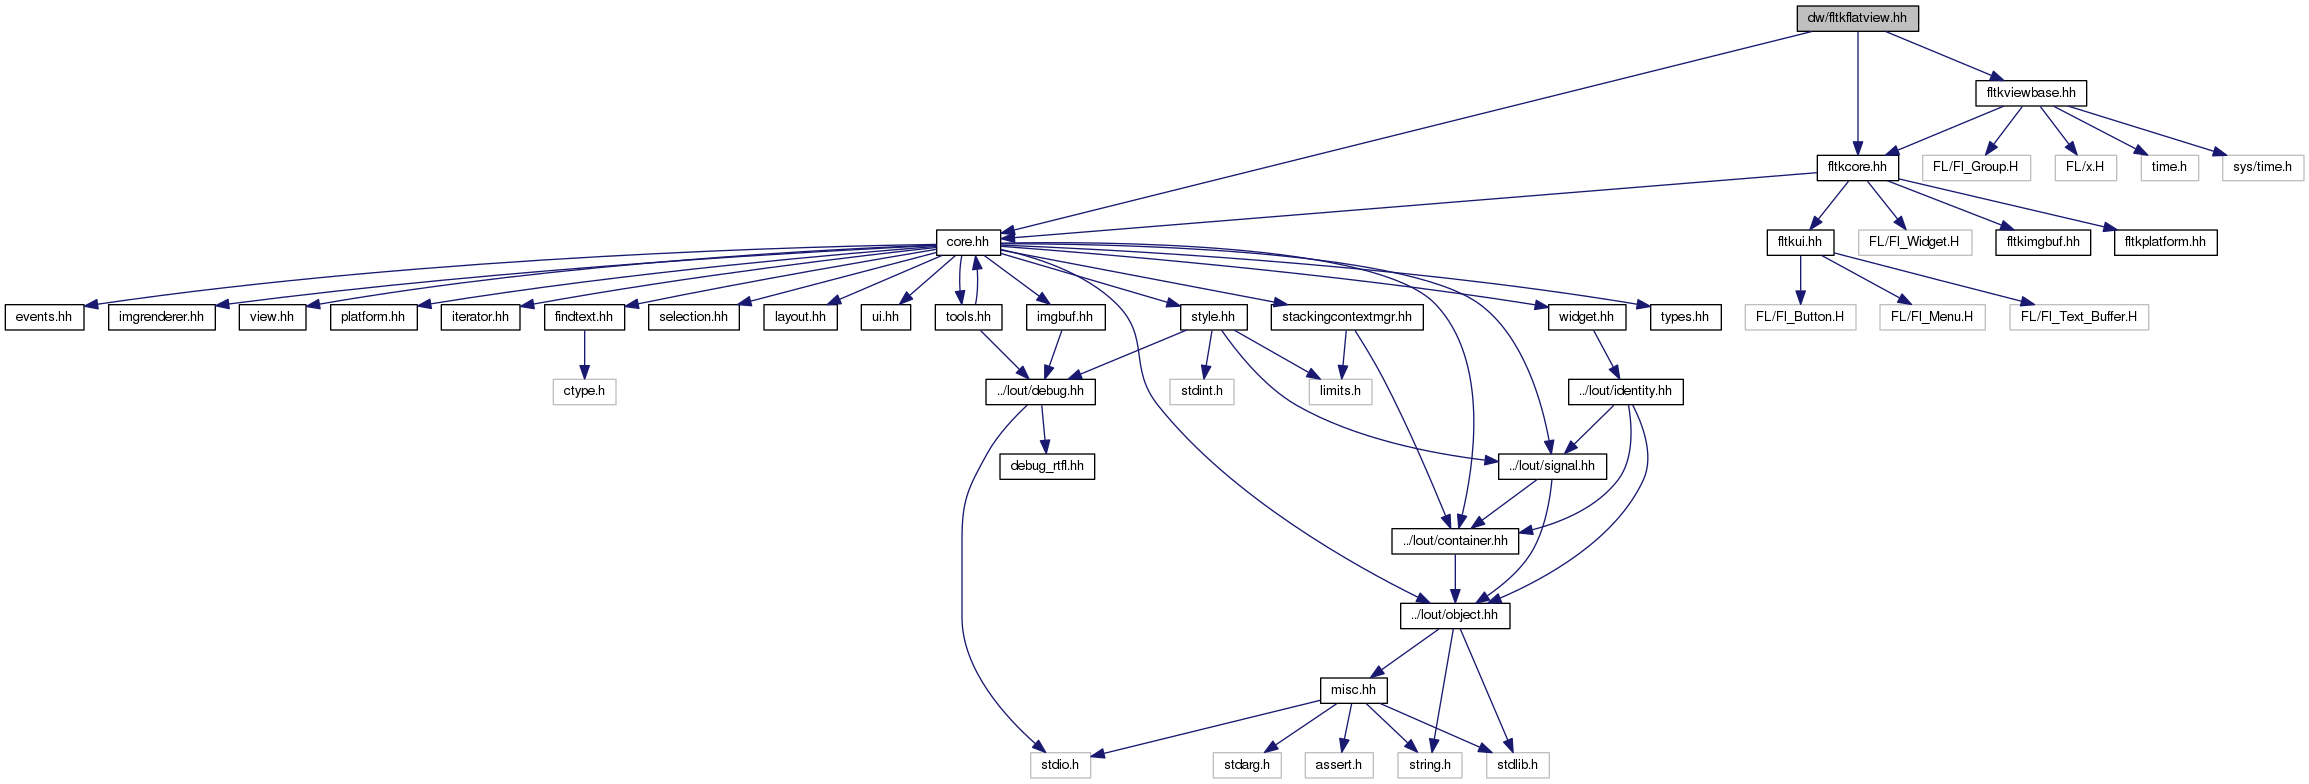 dw/fltkflatview.hh
fltkviewbase.hh
fltkcore.hh
FL/Fl_Group.H
FL/x.H
time.h
sys/time.h
core.hh
fltkui.hh
FL/Fl_Widget.H
fltkimgbuf.hh
fltkplatform.hh
events.hh
imgrenderer.hh
view.hh
platform.hh
iterator.hh
findtext.hh
selection.hh
layout.hh
ui.hh
tools.hh
imgbuf.hh
style.hh
stackingcontextmgr.hh
widget.hh
types.hh
FL/Fl_Button.H
FL/Fl_Menu.H
FL/Fl_Text_Buffer.H
ctype.h
../lout/debug.hh
stdint.h
limits.h
../lout/identity.hh
debug_rtfl.hh
../lout/signal.hh
../lout/container.hh
../lout/object.hh
misc.hh
stdio.h
stdarg.h
assert.h
string.h
stdlib.h